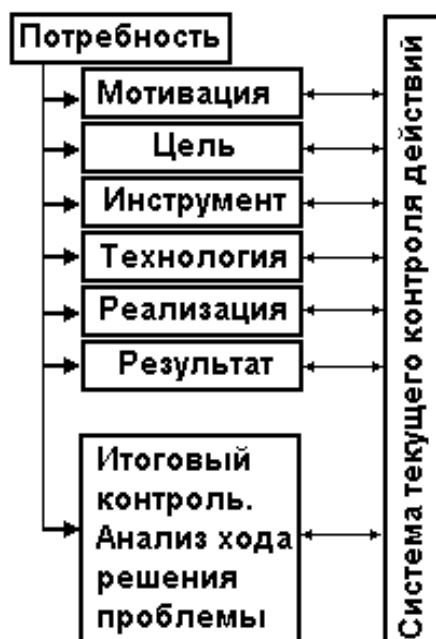 Потребность
Мотивация
Цель
Инструмент
Технология
Реализация
Результат
Итоговый
контроль.
Анализ хода
решения
проблемы
Система текущего контроля действий